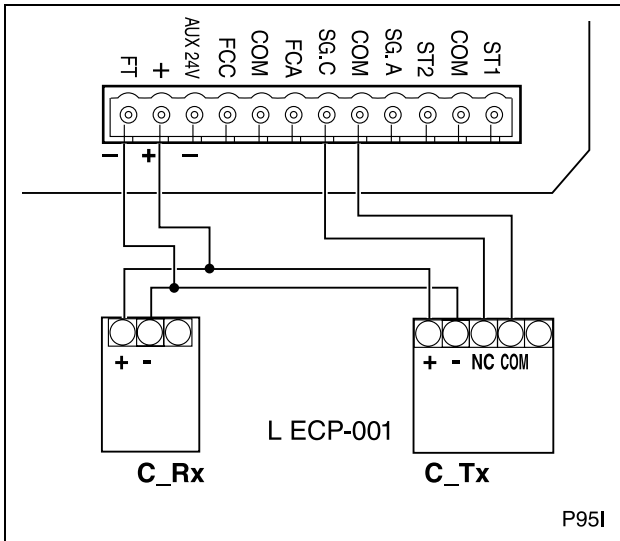 FT + AUX 24V FCC COM FCA SG.C COM SG.A ST2 COM ST1
− + −
+ - + - NC COM
L ECP-001
C_Rx C_Tx
P95I